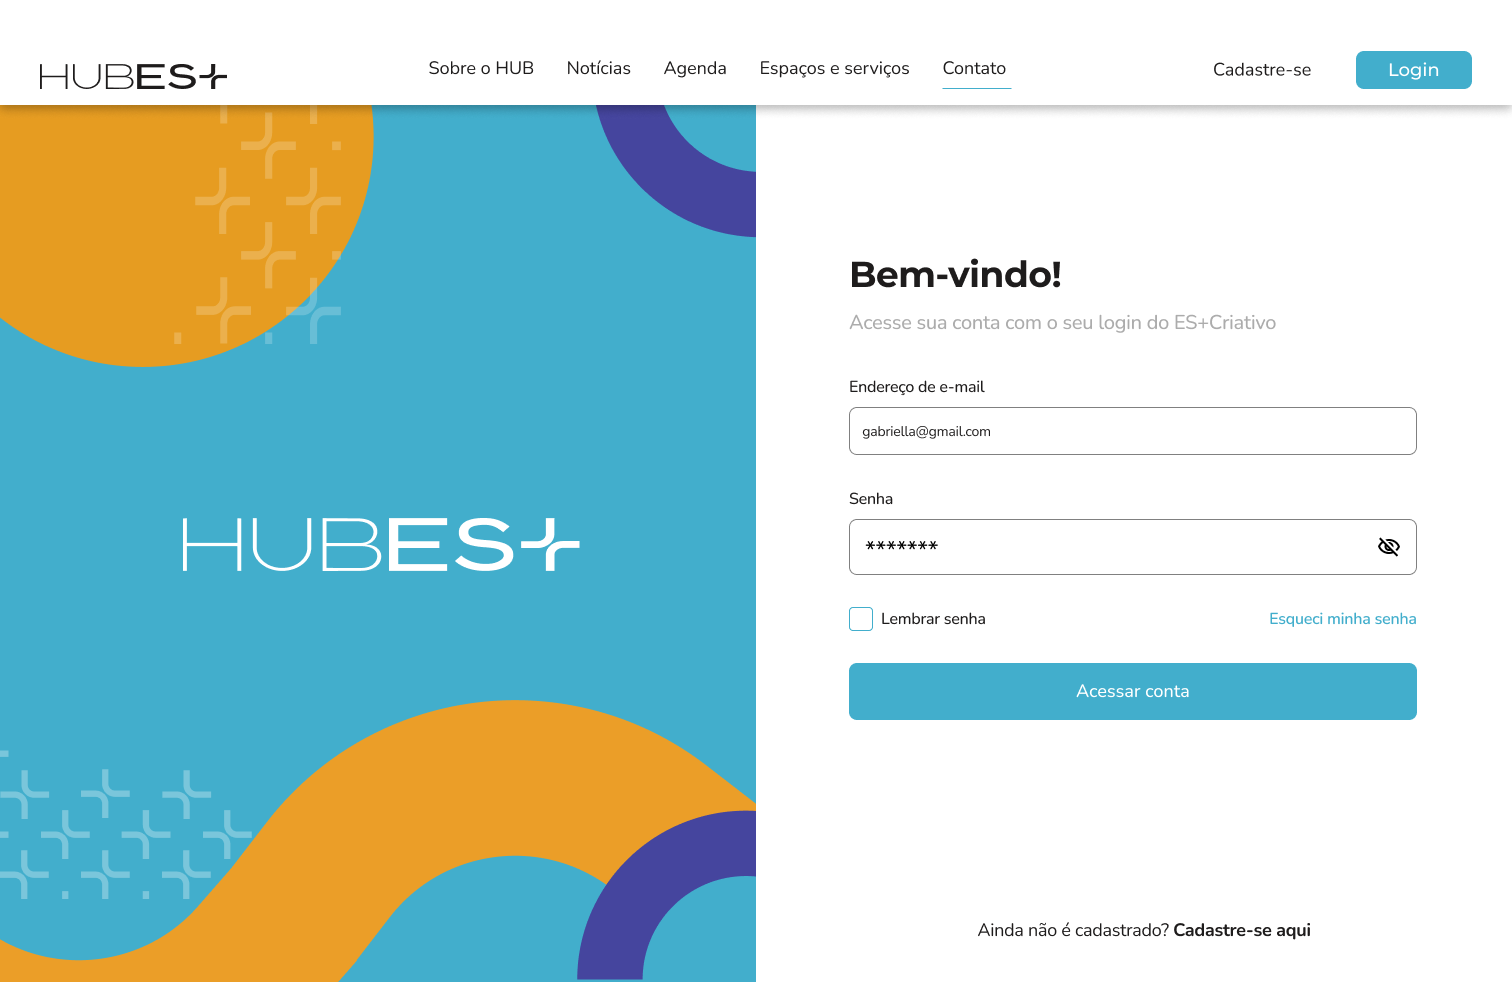 HUBES+
Sobre o HUB
Notícias
Agenda
Espaços e serviços
Contato
Cadastre-se
Login
HUBES+
Bem-vindo!
Acesse sua conta com o seu login do ES+Criativo
Endereço de e-mail
gabriella@gmail.com
Senha
*******
Lembrar senha
Esqueci minha senha
Acessar conta
Ainda não é cadastrado? Cadastre-se aqui